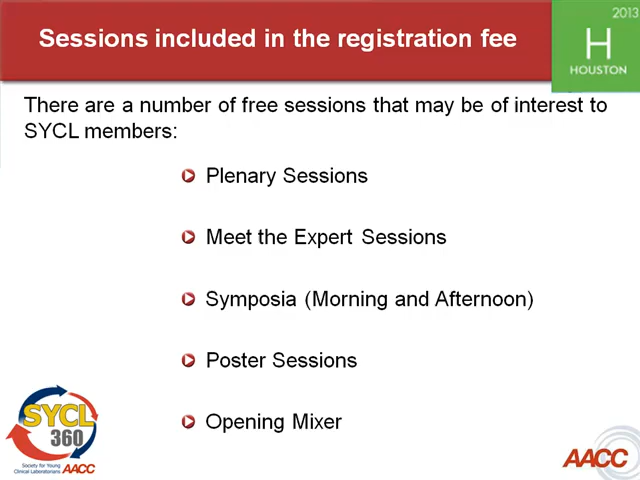 2013
Sessions included in the registration fee
H
HOUSTON
There are a number of free sessions that may be of interest to
SYCL members:
Plenary Sessions
Meet the Expert Sessions
Symposia (Morning and Afternoon)
Poster Sessions
Opening Mixer
SYCL
360
Society for Young
Clinical Laboratorians AACC
AACC